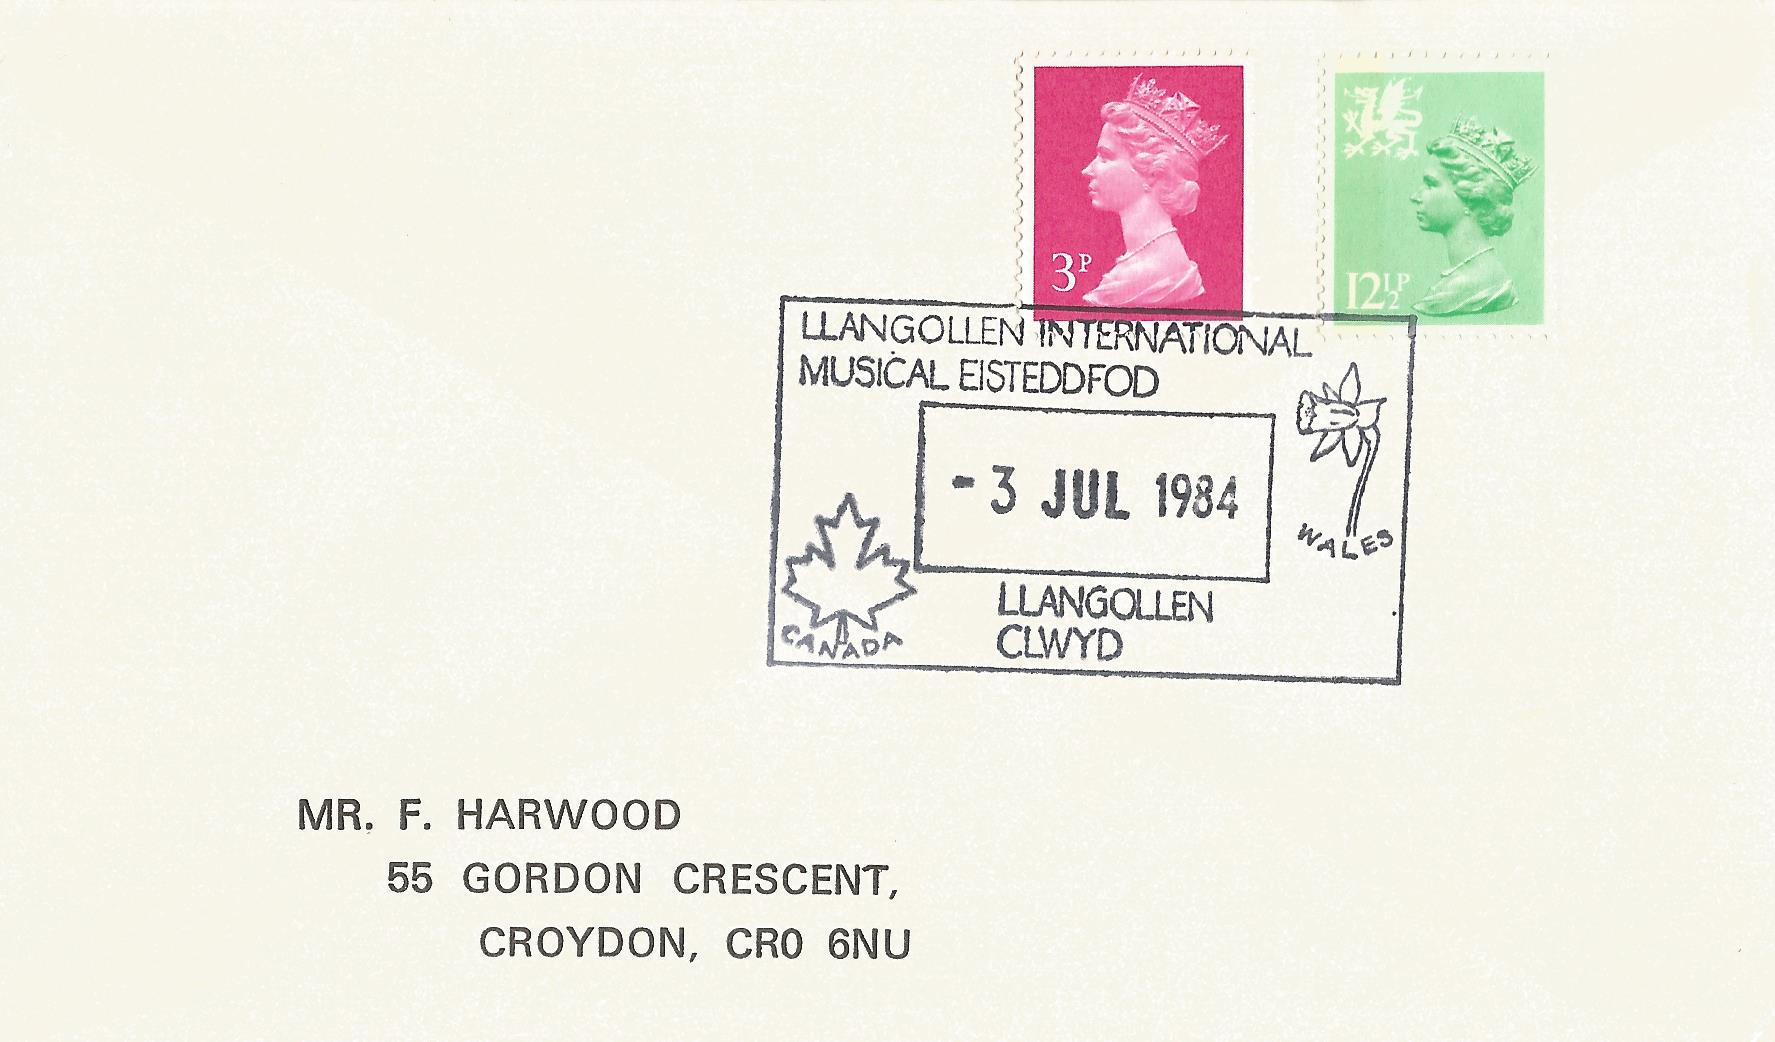 3P
12½P
LLANGOLLEN INTERNATIONAL
MUSICAL EISTEDDFOD
- 3 JUL 1984
WALES
CANADA
LLANGOLLEN
CLWYD
MR. F. HARWOOD
55 GORDON CRESCENT,
CROYDON, CR0 6NU